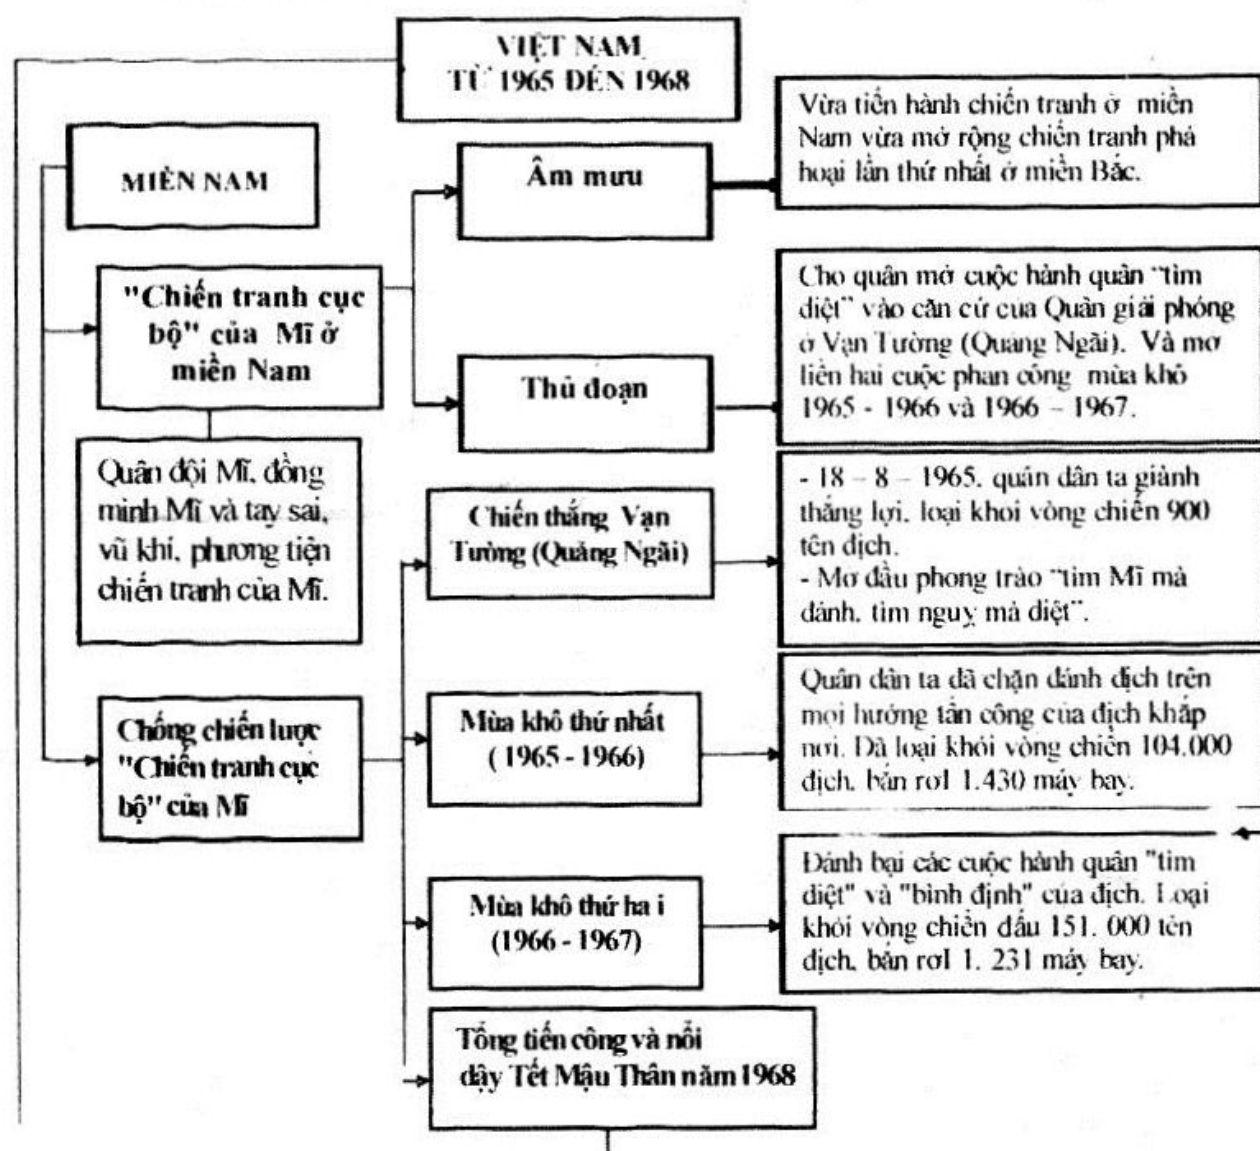 VIỆT NAM
TỪ 1965 ĐẾN 1968
MIỀN NAM
Âm mưu
Vừa tiến hành chiến tranh ở miền
Nam vừa mở rộng chiến tranh phá
hoại lần thứ nhất ở miền Bắc.
"Chiến tranh cục
bộ" của Mĩ ở
miền Nam
Thủ đoạn
Cho quân mở cuộc hành quân "tìm
diệt" vào căn cứ của Quân giải phóng
ở Vạn Tường (Quảng Ngãi). Và mở
liền hai cuộc phản công mùa khô
1965 - 1966 và 1966 – 1967.
Quân đội Mĩ, đồng
minh Mĩ và tay sai,
vũ khí, phương tiện
chiến tranh của Mĩ.
Chiến thắng Vạn
Tường (Quảng Ngãi)
- 18 – 8 – 1965, quân dân ta giành
thắng lợi, loại khỏi vòng chiến 900
tên địch.
- Mở đầu phong trào "tìm Mĩ mà
đánh, tìm ngụy mà diệt".
Chống chiến lược
"Chiến tranh cục
bộ" của Mĩ
Mùa khô thứ nhất
( 1965 - 1966)
Quân dân ta đã chặn đánh địch trên
mọi hướng tấn công của địch khắp
nơi. Đã loại khỏi vòng chiến 104.000
địch, bắn rơI 1.430 máy bay.
Mùa khô thứ ha i
(1966 - 1967)
Đánh bại các cuộc hành quân "tìm
diệt" và "bình định" của địch. Loại
khỏi vòng chiến đấu 151. 000 tên
địch, bắn rơI 1. 231 máy bay.
Tổng tiến công và nổi
dậy Tết Mậu Thân năm 1968